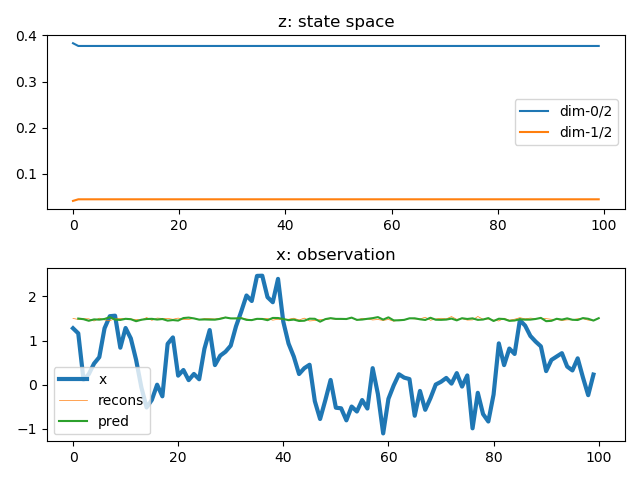 z: state space
0.4
0.3
0.2
0.1
dim-0/2
dim-1/2
0 20 40 60 80 100
x: observation
2
1
0
−1
x
recons
pred
0 20 40 60 80 100